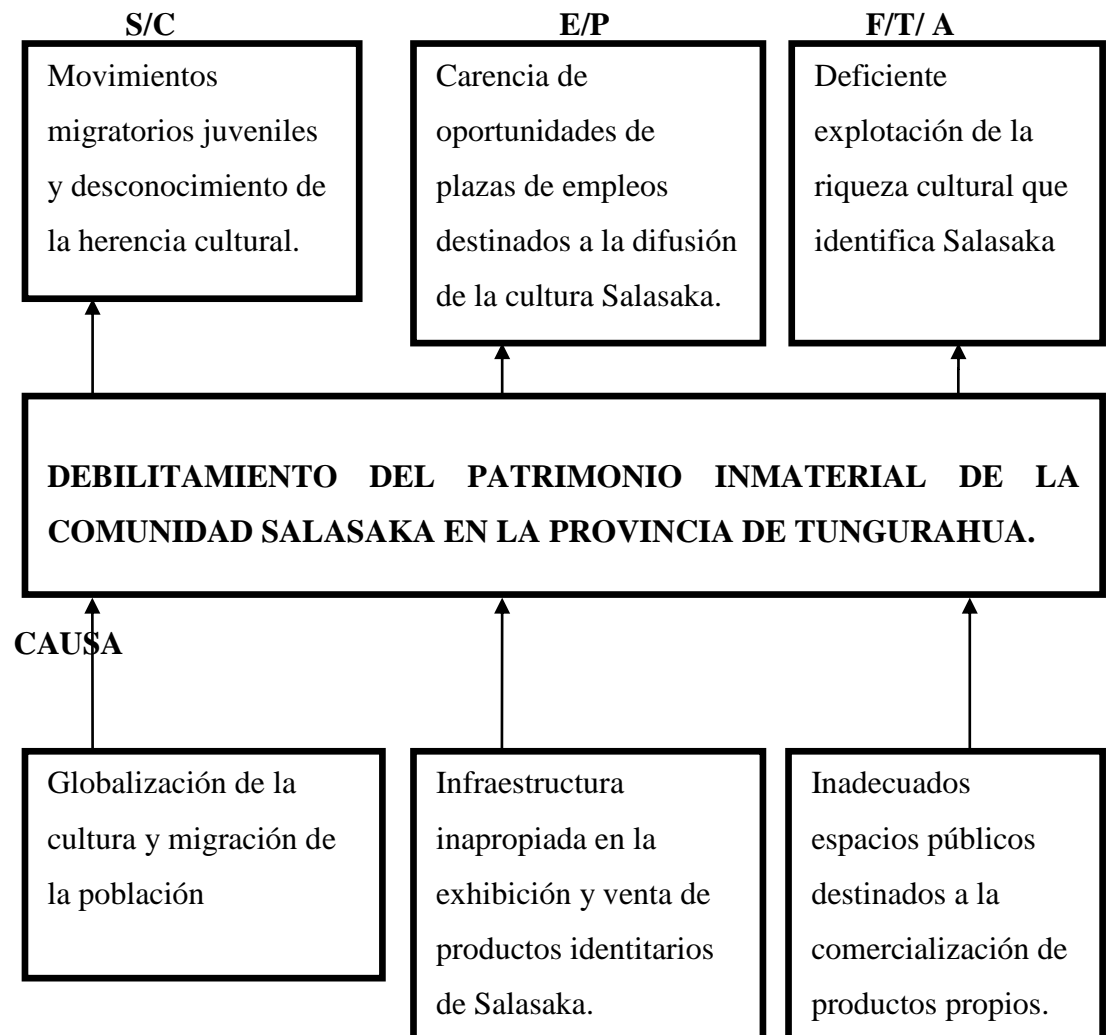 S/C
E/P
F/T/ A
Movimientos
migratorios juveniles
y desconocimiento de
la herencia cultural.
Carencia de
oportunidades de
plazas de empleos
destinados a la difusión
de la cultura Salasaka.
Deficiente
explotación de la
riqueza cultural que
identifica Salasaka
DEBILITAMIENTO DEL PATRIMONIO INMATERIAL DE LA
COMUNIDAD SALASAKA EN LA PROVINCIA DE TUNGURAHUA.
CAUSA
Globalización de la
cultura y migración de
la población
Infraestructura
inapropiada en la
exhibición y venta de
productos identitarios
de Salasaka.
Inadecuados
espacios públicos
destinados a la
comercialización de
productos propios.